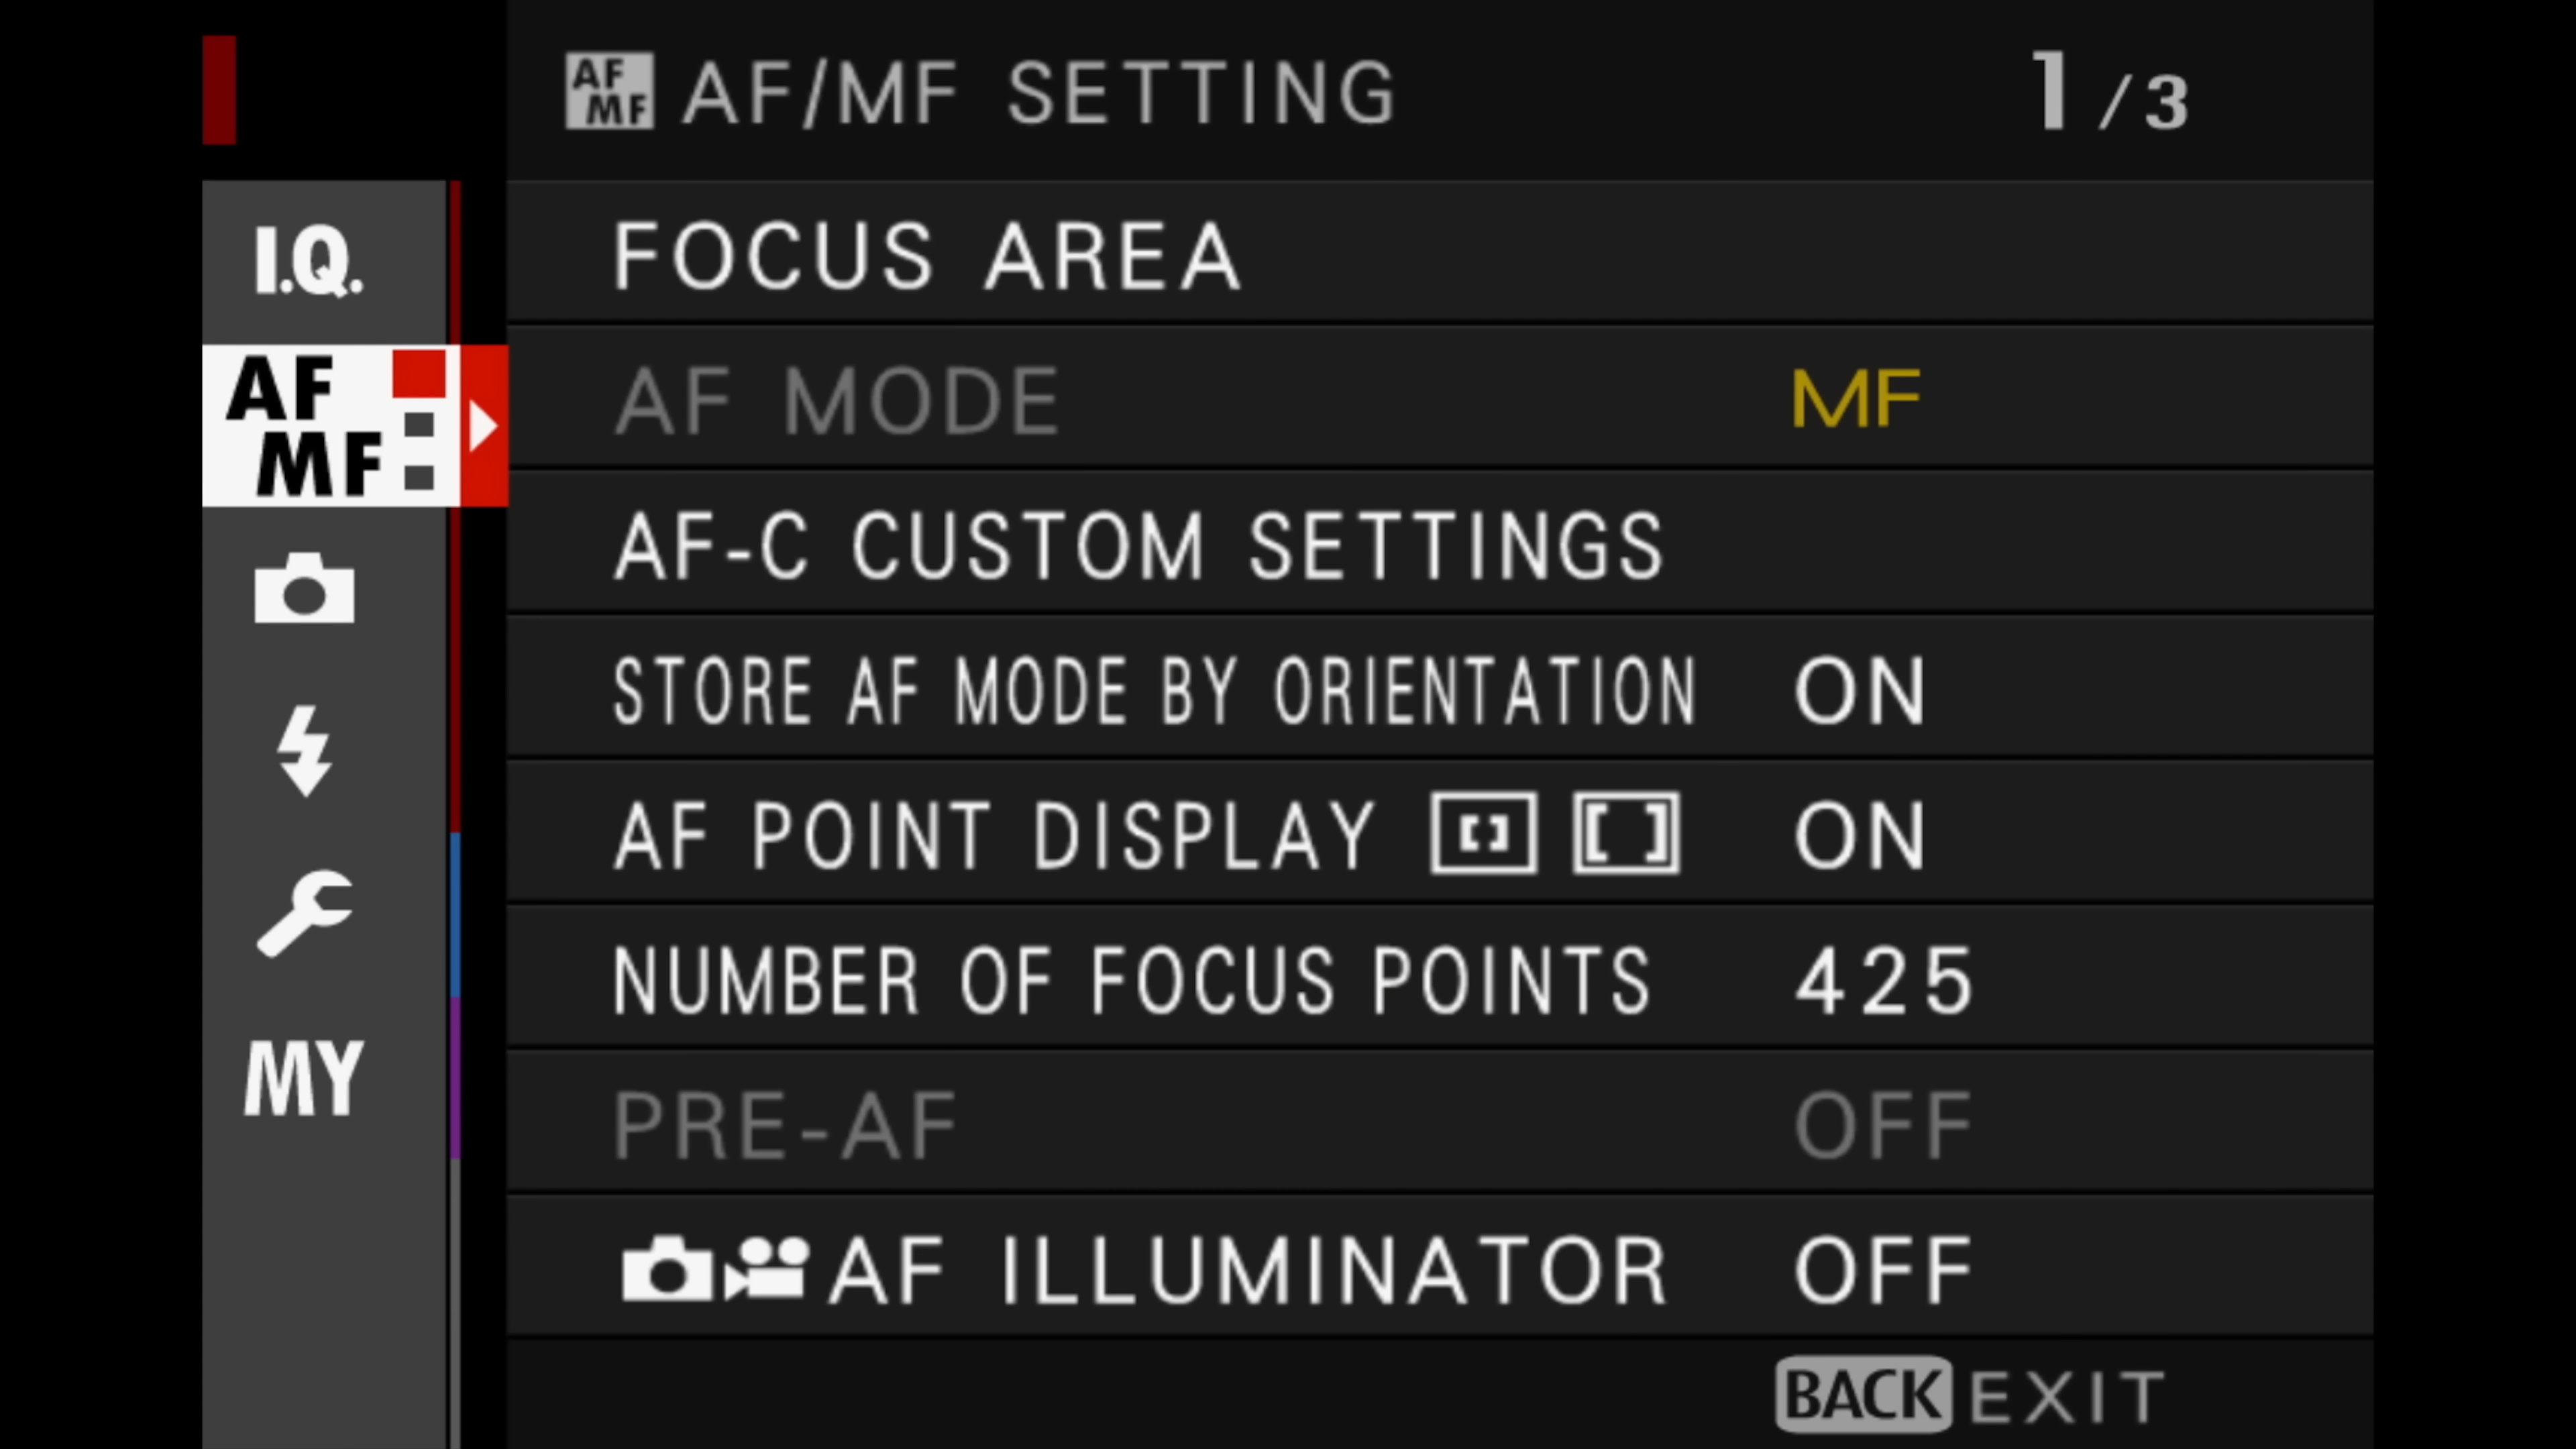 AF MF AF/MF SETTING 1/3
I.Q.
AF
MF
MY
FOCUS AREA
AF MODE MF
AF-C CUSTOM SETTINGS
STORE AF MODE BY ORIENTATION ON
AF POINT DISPLAY ON
NUMBER OF FOCUS POINTS 425
PRE-AF OFF
AF ILLUMINATOR OFF
BACK EXIT